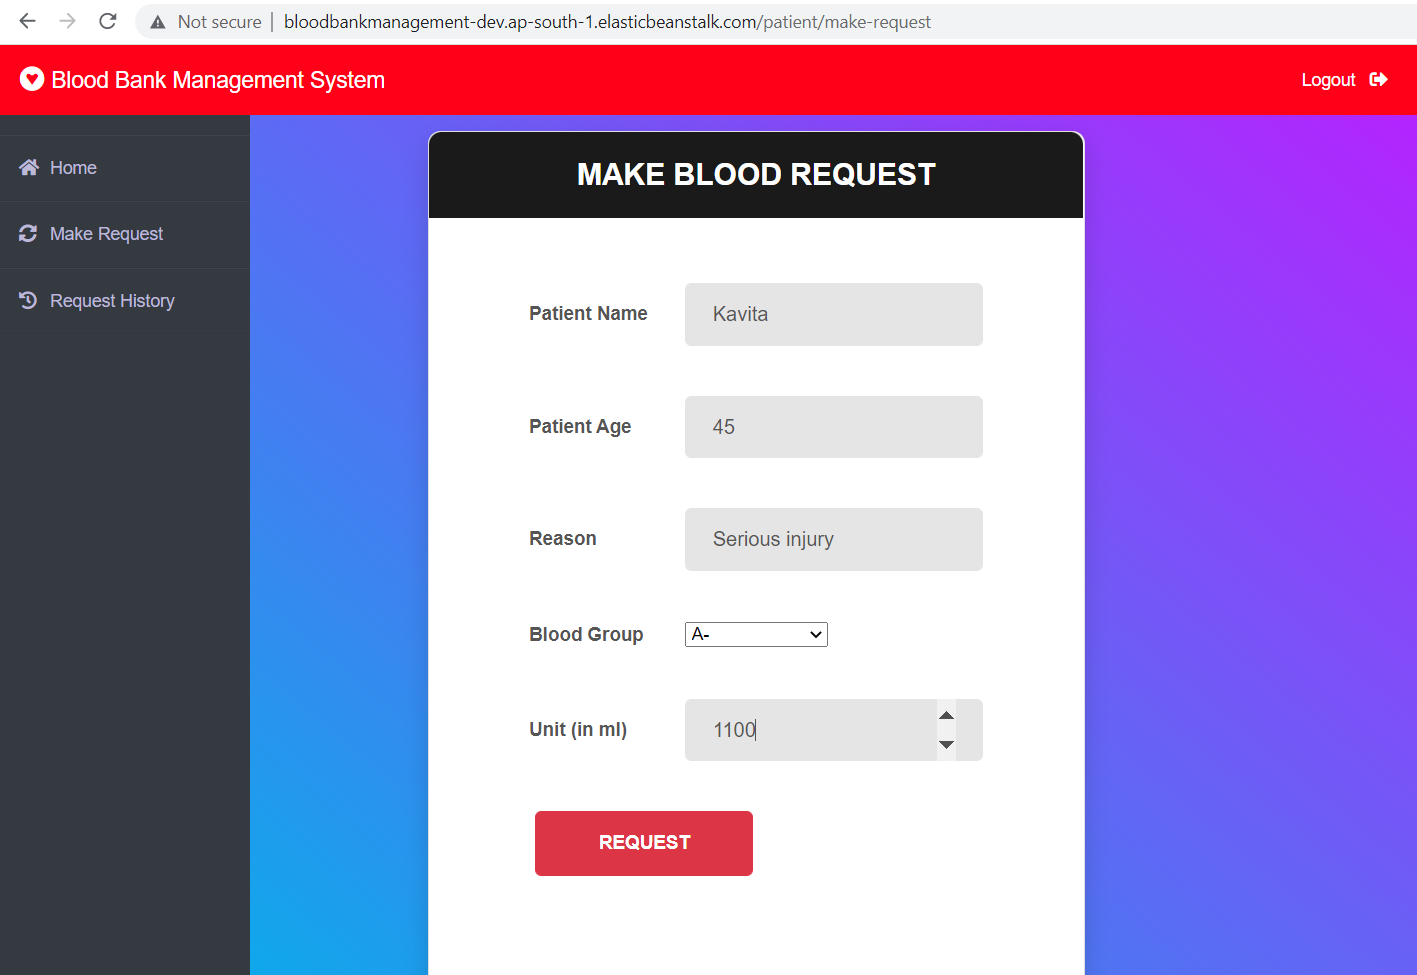 Not secure | bloodbankmanagement-dev.ap-south-1.elasticbeanstalk.com/patient/make-request
Blood Bank Management System
Logout
Home
Make Request
Request History
MAKE BLOOD REQUEST
Patient Name Kavita
Patient Age 45
Reason Serious injury
Blood Group A-
Unit (in ml) 1100
REQUEST